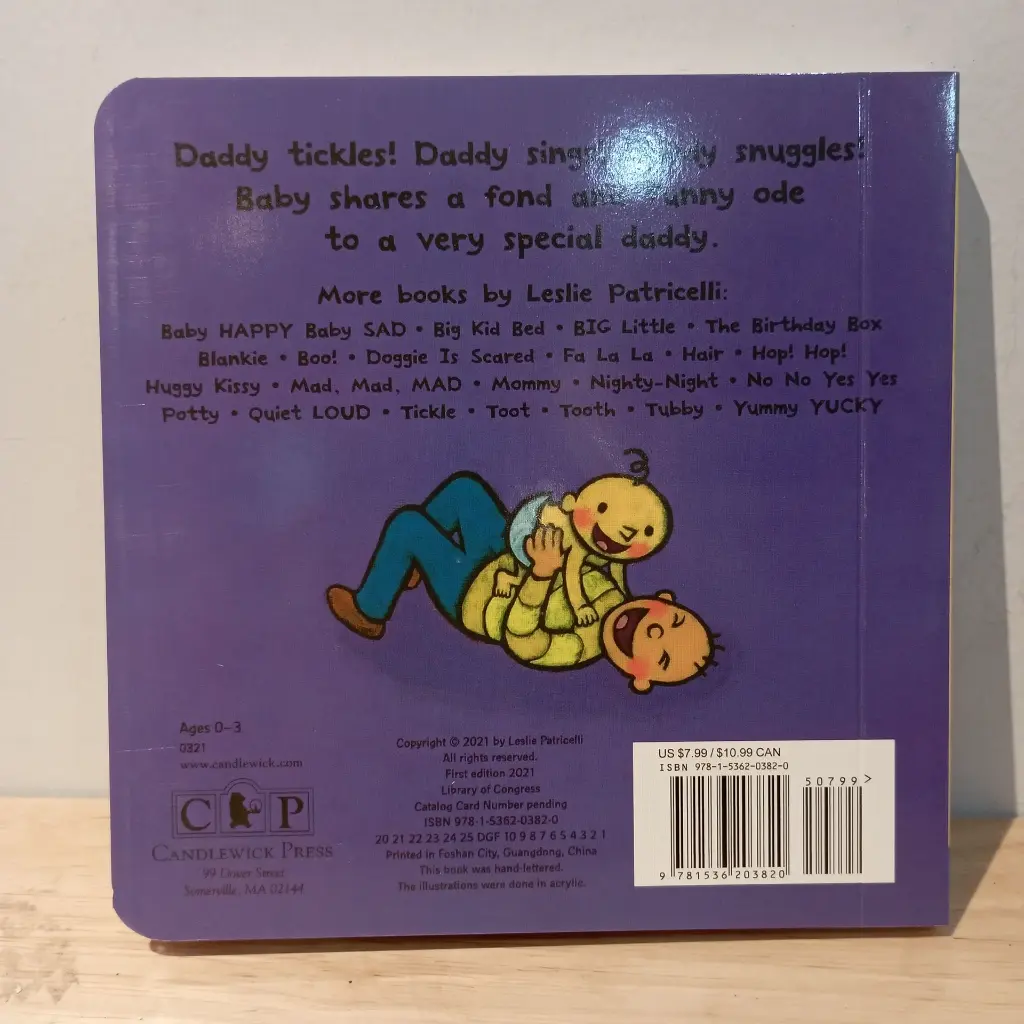 Daddy tickles! Daddy sings! Daddy snuggles!
Baby shares a fond and funny ode
to a very special daddy.
More books by Leslie Patricelli:
Baby HAPPY Baby SAD • Big Kid Bed • BIG Little • The Birthday Box
Blankie • Boo! • Doggie Is Scared • Fa La La • Hair • Hop! Hop!
Huggy Kissy • Mad, Mad, MAD • Mommy • Nighty-Night • No No Yes Yes
Potty • Quiet LOUD • Tickle • Toot • Tooth • Tubby • Yummy YUCKY
Ages 0–3
0321
www.candlewick.com
C P
CANDLEWICK PRESS
99 Dover Street
Somerville, MA 02144
Copyright © 2021 by Leslie Patricelli
All rights reserved.
First edition 2021
Library of Congress
Catalog Card Number pending
ISBN 978-1-5362-0382-0
20 21 22 23 24 25 DGF 10 9 8 7 6 5 4 3 2 1
Printed in Foshan City, Guangdong, China
This book was hand-lettered.
The illustrations were done in acrylic.
US $7.99 / $10.99 CAN
ISBN 978-1-5362-0382-0
50799>
9 781536 203820